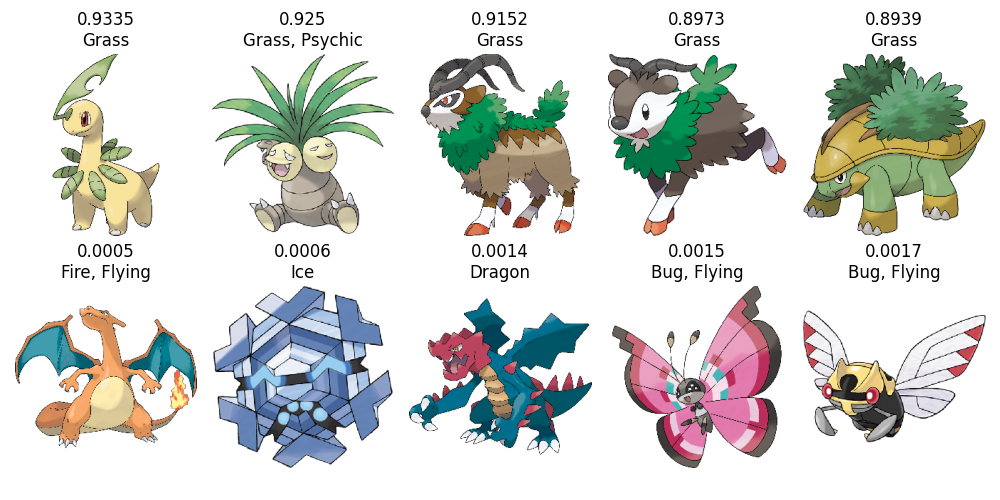 0.9335
Grass
0.925
Grass, Psychic
0.9152
Grass
0.8973
Grass
0.8939
Grass
0.0005
Fire, Flying
0.0006
Ice
0.0014
Dragon
0.0015
Bug, Flying
0.0017
Bug, Flying